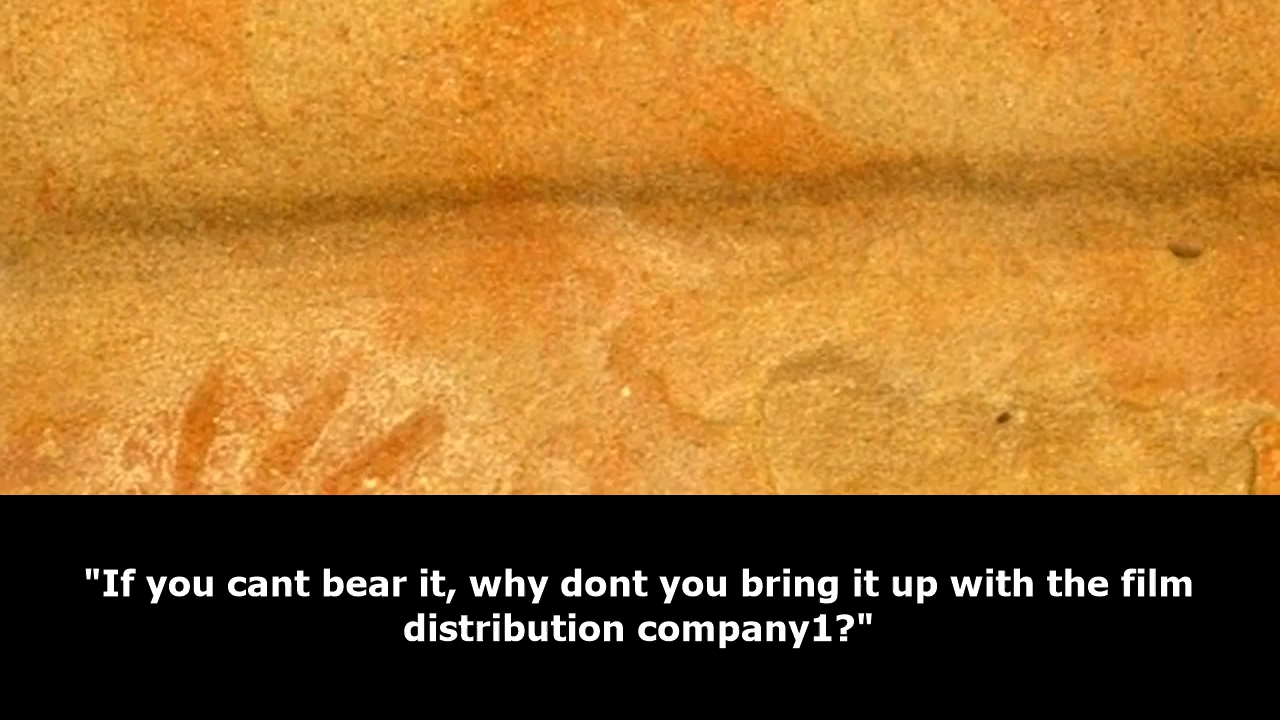 "If you cant bear it, why dont you bring it up with the film
distribution company1?"